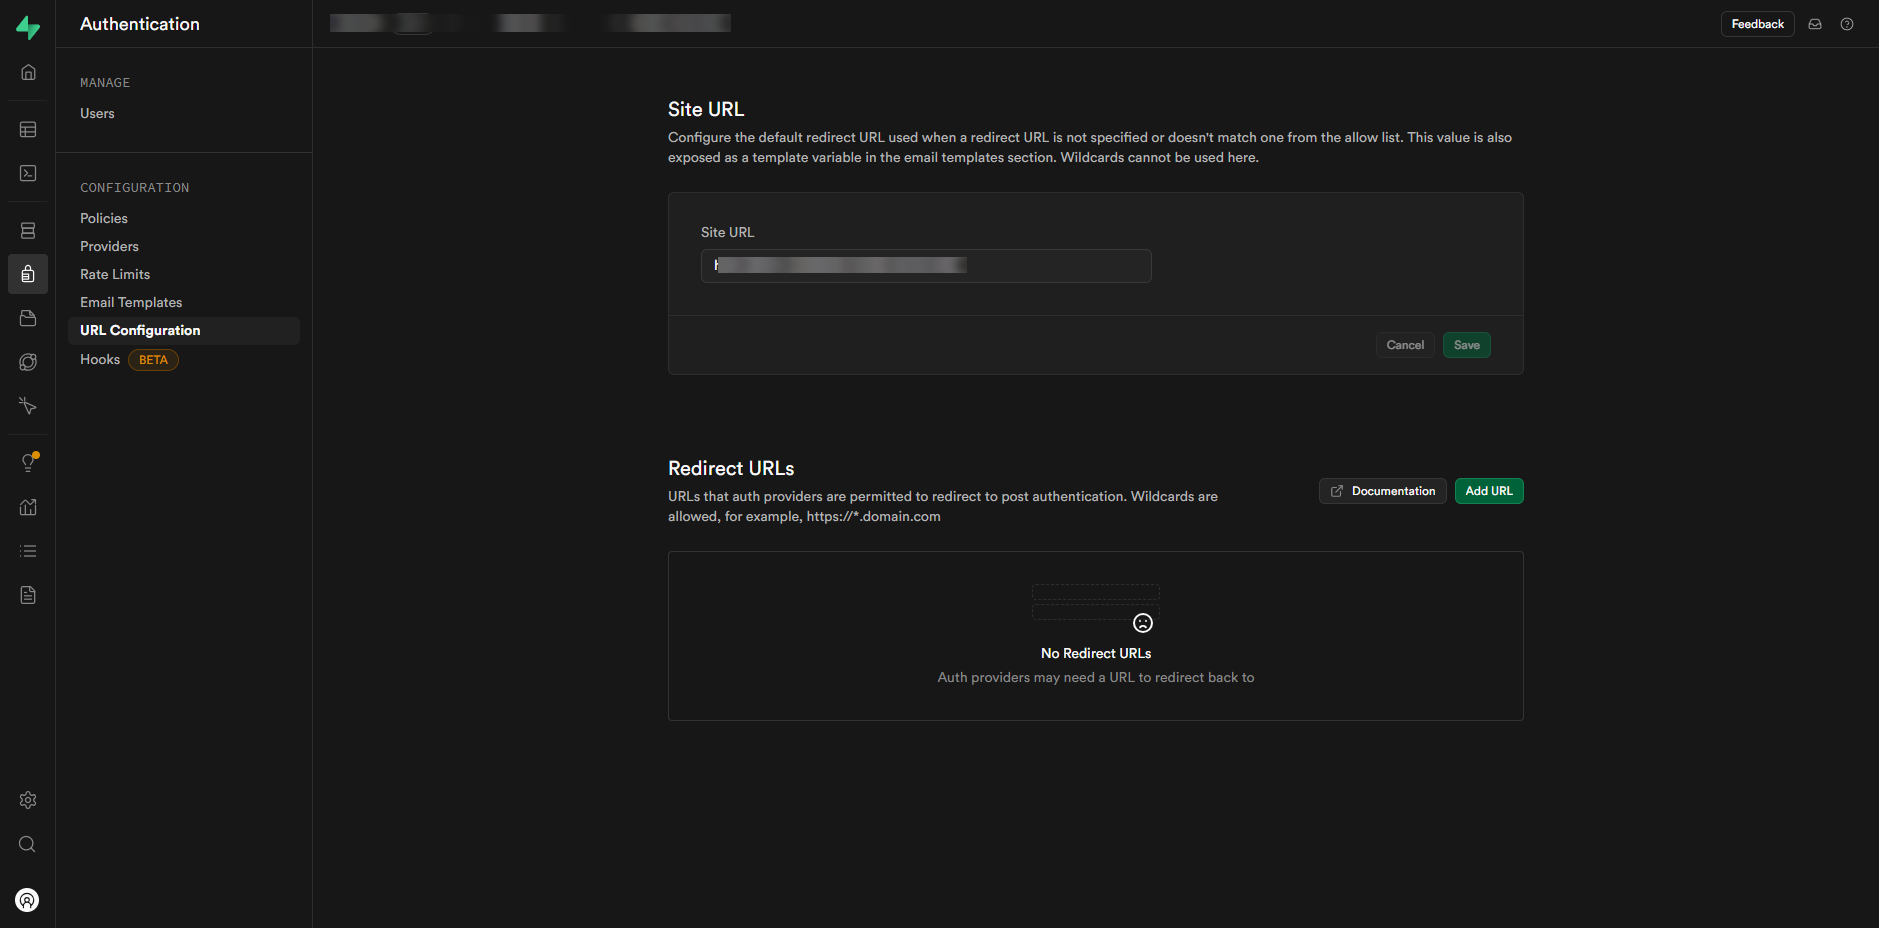 Authentication
Feedback
MANAGE
Users
CONFIGURATION
Policies
Providers
Rate Limits
Email Templates
URL Configuration
Hooks BETA
Site URL
Configure the default redirect URL used when a redirect URL is not specified or doesn't match one from the allow list. This value is also
exposed as a template variable in the email templates section. Wildcards cannot be used here.
Site URL
Cancel Save
Redirect URLs
URLs that auth providers are permitted to redirect to post authentication. Wildcards are
allowed, for example, https://*.domain.com
Documentation Add URL
No Redirect URLs
Auth providers may need a URL to redirect back to